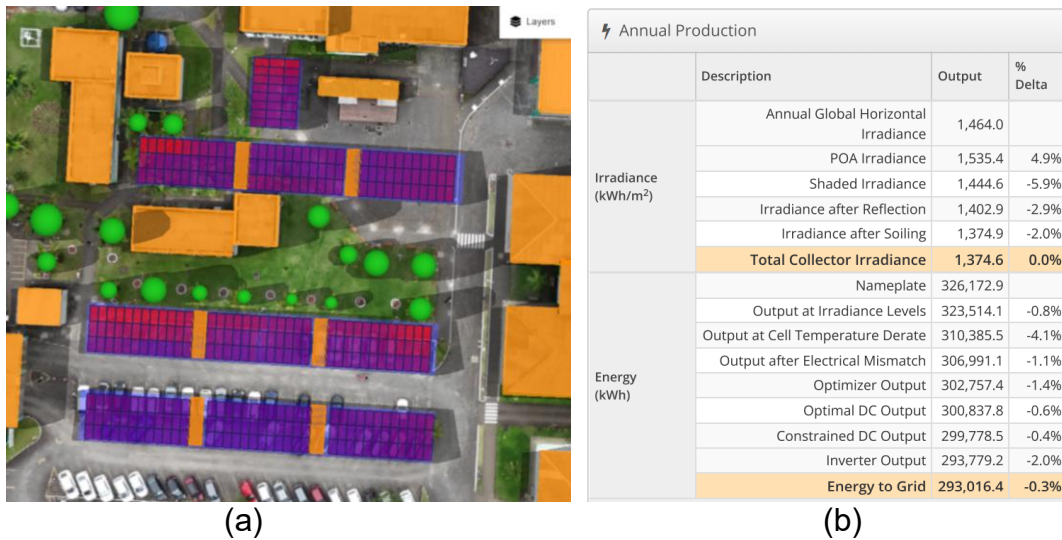 Layers
Annual Production
Description Output %
Delta
Annual Global Horizontal
Irradiance 1,464.0
POA Irradiance 1,535.4 4.9%
Irradiance
(kWh/m²)
Shaded Irradiance 1,444.6 -5.9%
Irradiance after Reflection 1,402.9 -2.9%
Irradiance after Soiling 1,374.9 -2.0%
Total Collector Irradiance 1,374.6 0.0%
Nameplate 326,172.9
Output at Irradiance Levels 323,514.1 -0.8%
Output at Cell Temperature Derate 310,385.5 -4.1%
Output after Electrical Mismatch 306,991.1 -1.1%
Energy
(kWh)
Optimizer Output 302,757.4 -1.4%
Optimal DC Output 300,837.8 -0.6%
Constrained DC Output 299,778.5 -0.4%
Inverter Output 293,779.2 -2.0%
Energy to Grid 293,016.4 -0.3%
(a)
(b)